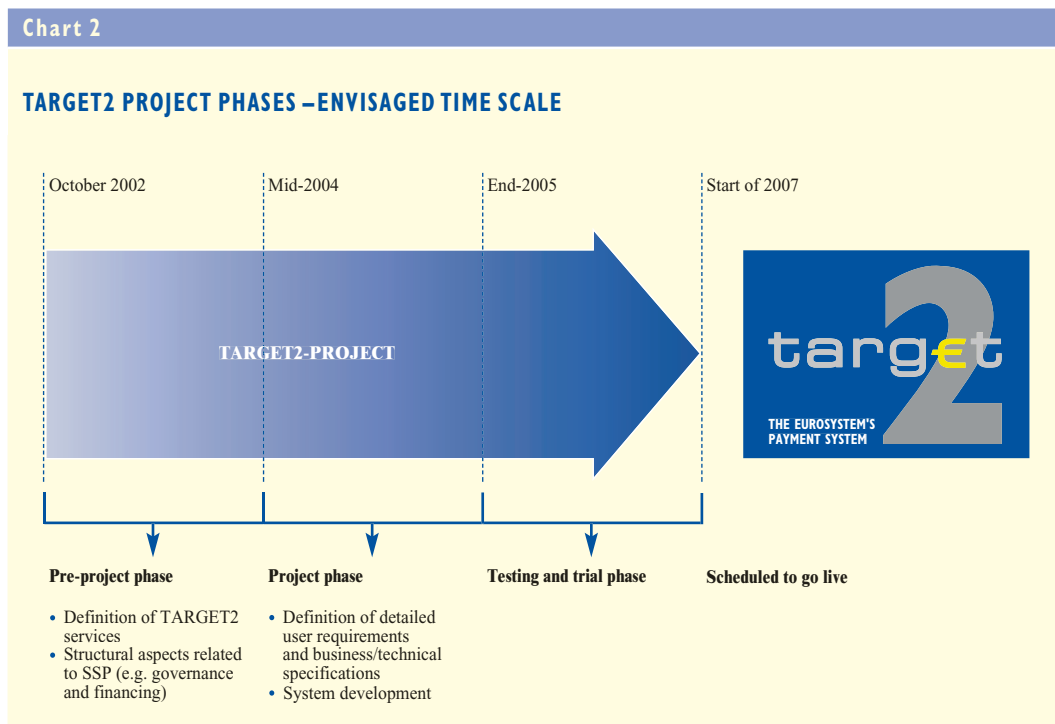 Chart 2
TARGET2 PROJECT PHASES – ENVISAGED TIME SCALE
October 2002
Mid-2004
End-2005
Start of 2007
TARGET2-PROJECT
2
target
THE EUROSYSTEM'S
PAYMENT SYSTEM
Pre-project phase
• Definition of TARGET2
services
• Structural aspects related
to SSP (e.g. governance
and financing)
Project phase
• Definition of detailed
user requirements
and business/technical
specifications
• System development
Testing and trial phase
Scheduled to go live